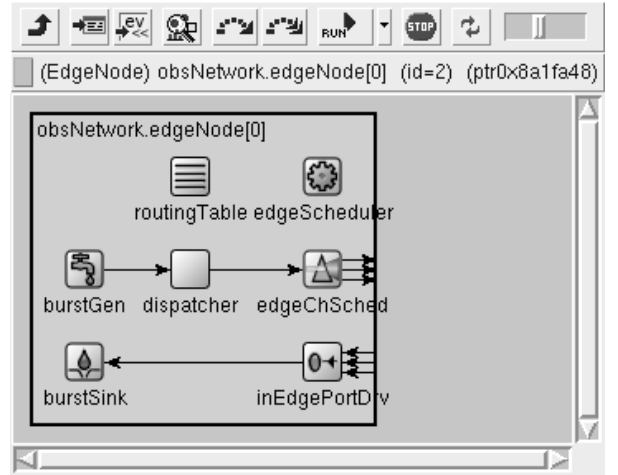 ev
<<
RUN
STOP
(EdgeNode) obsNetwork.edgeNode[0] (id=2) (ptr0x8a1fa48)
obsNetwork.edgeNode[0]
routingTable edgeScheduler
burstGen dispatcher edgeChSched
burstSink inEdgePortDrv